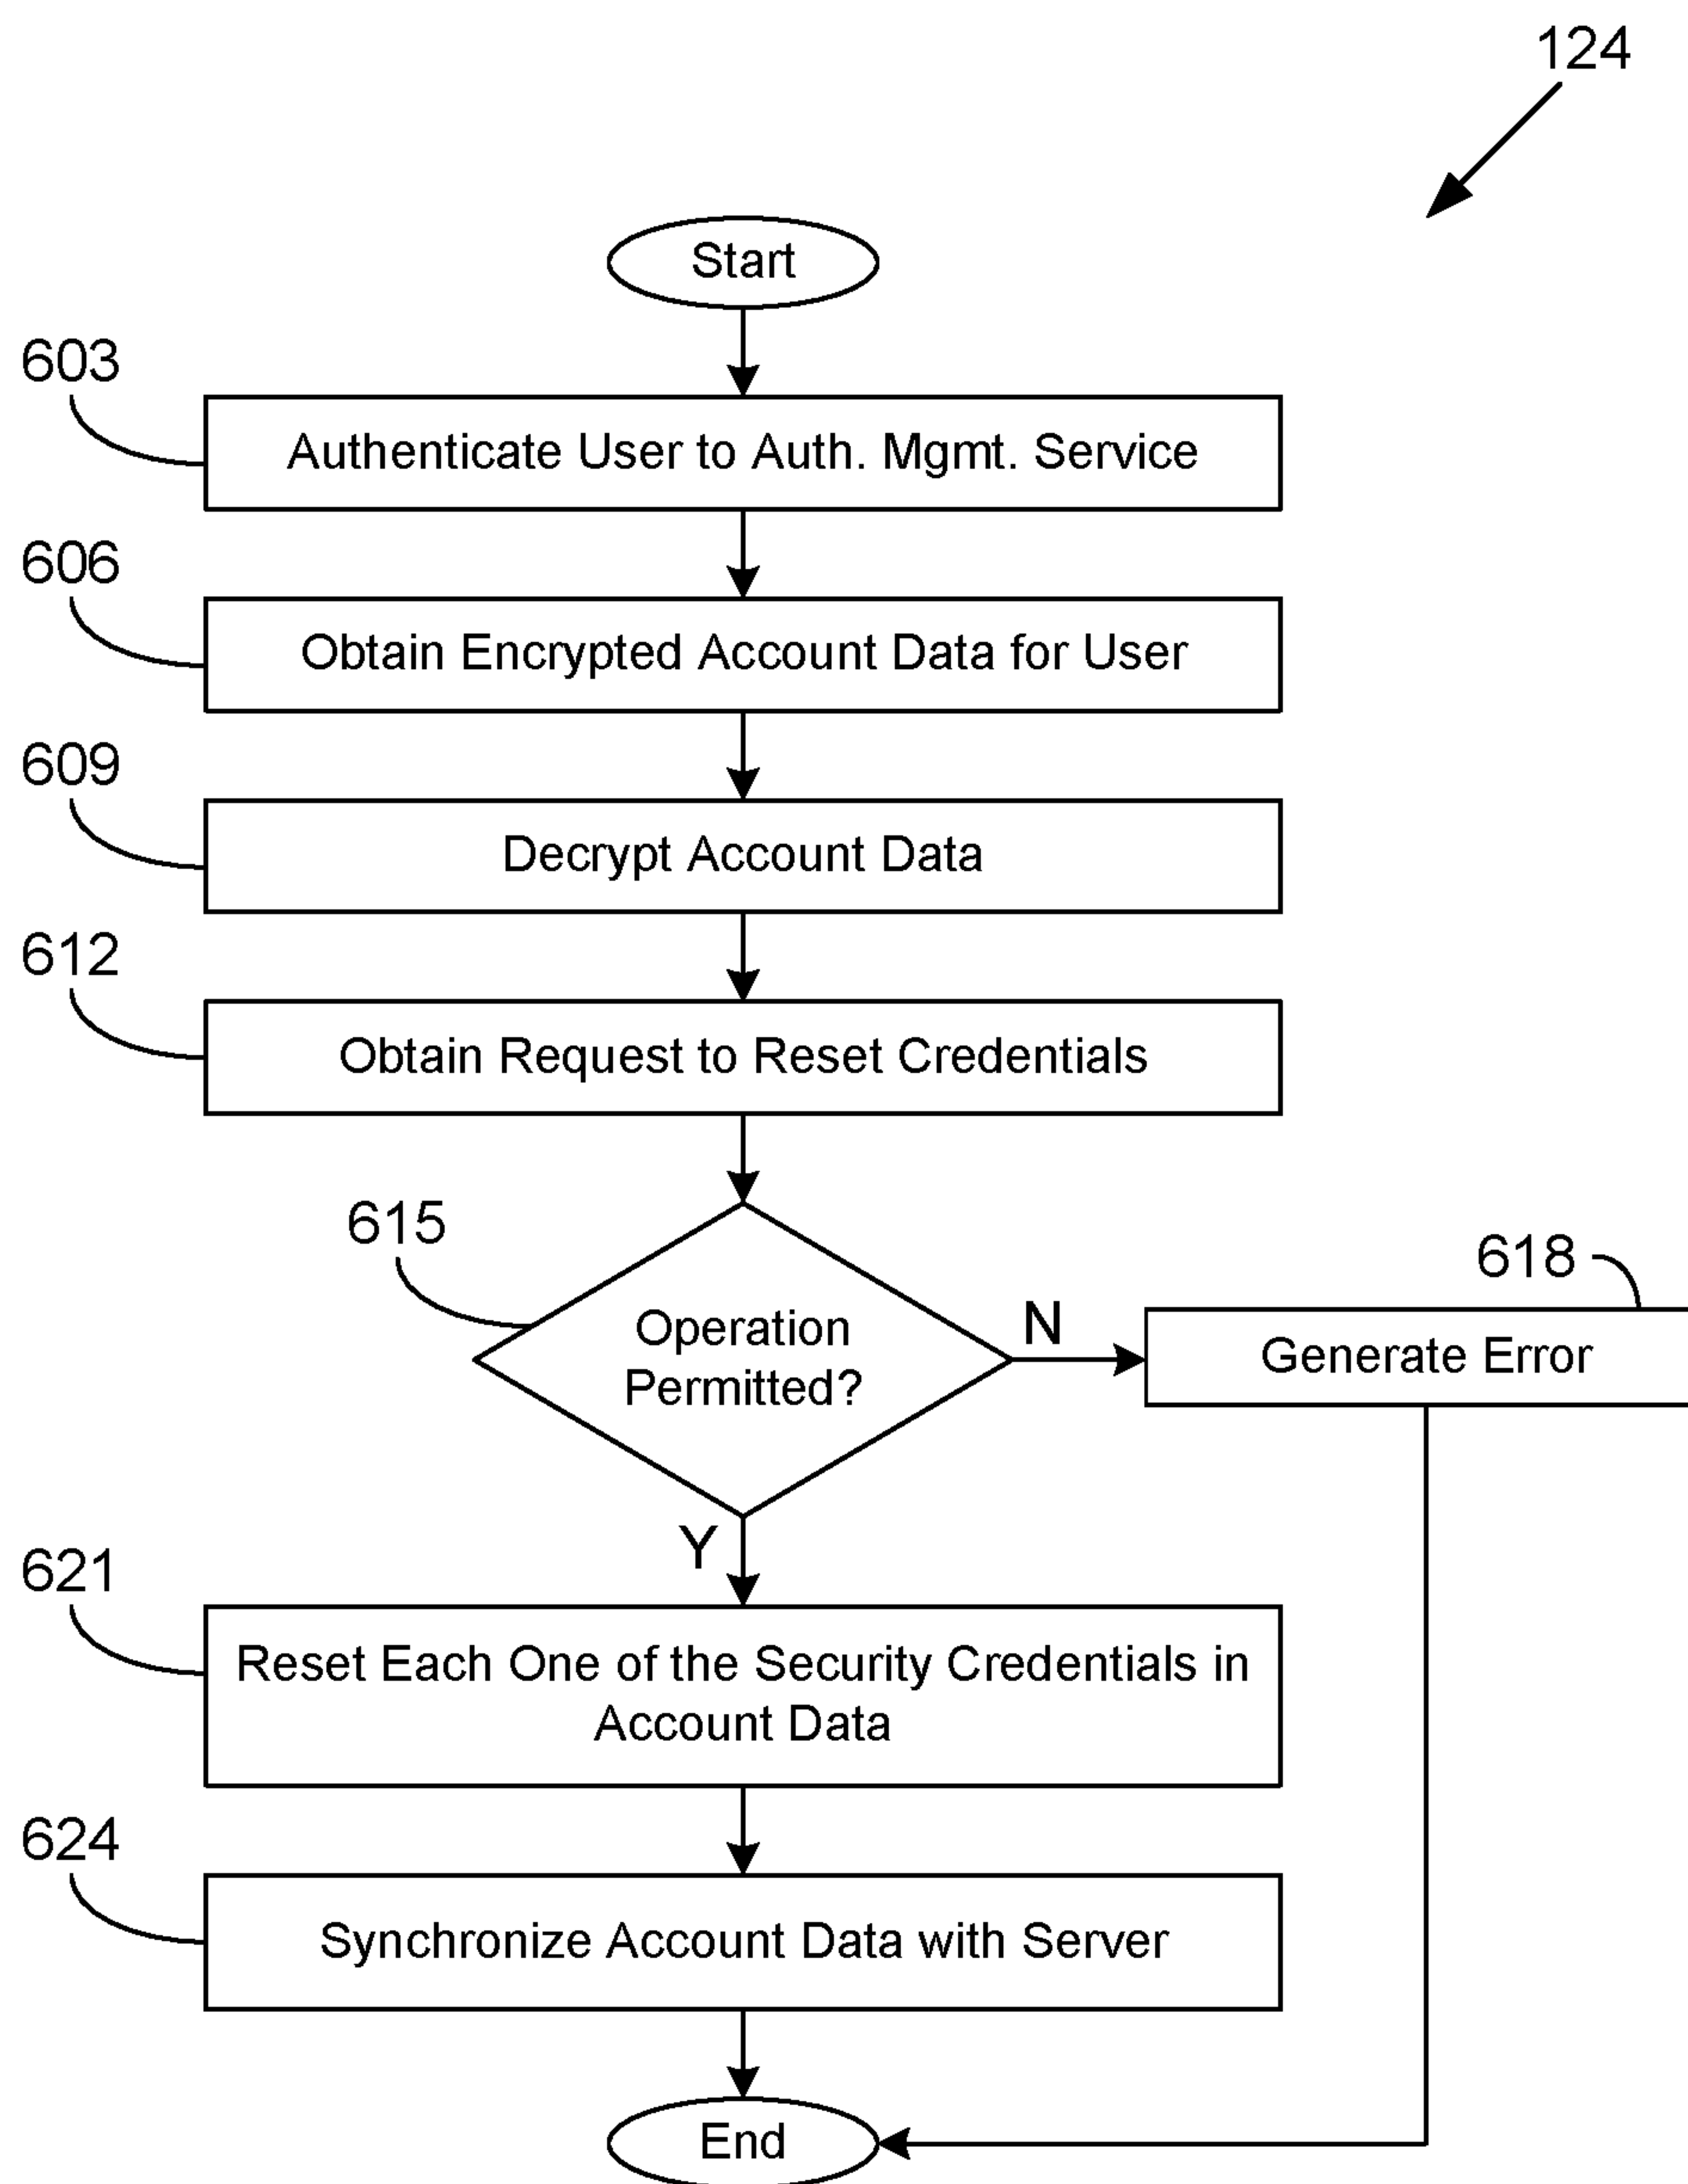 124
Start
603
Authenticate User to Auth. Mgmt. Service
606
Obtain Encrypted Account Data for User
609
Decrypt Account Data
612
Obtain Request to Reset Credentials
615
Operation
Permitted?
N
618
Generate Error
Y
621
Reset Each One of the Security Credentials in
Account Data
624
Synchronize Account Data with Server
End